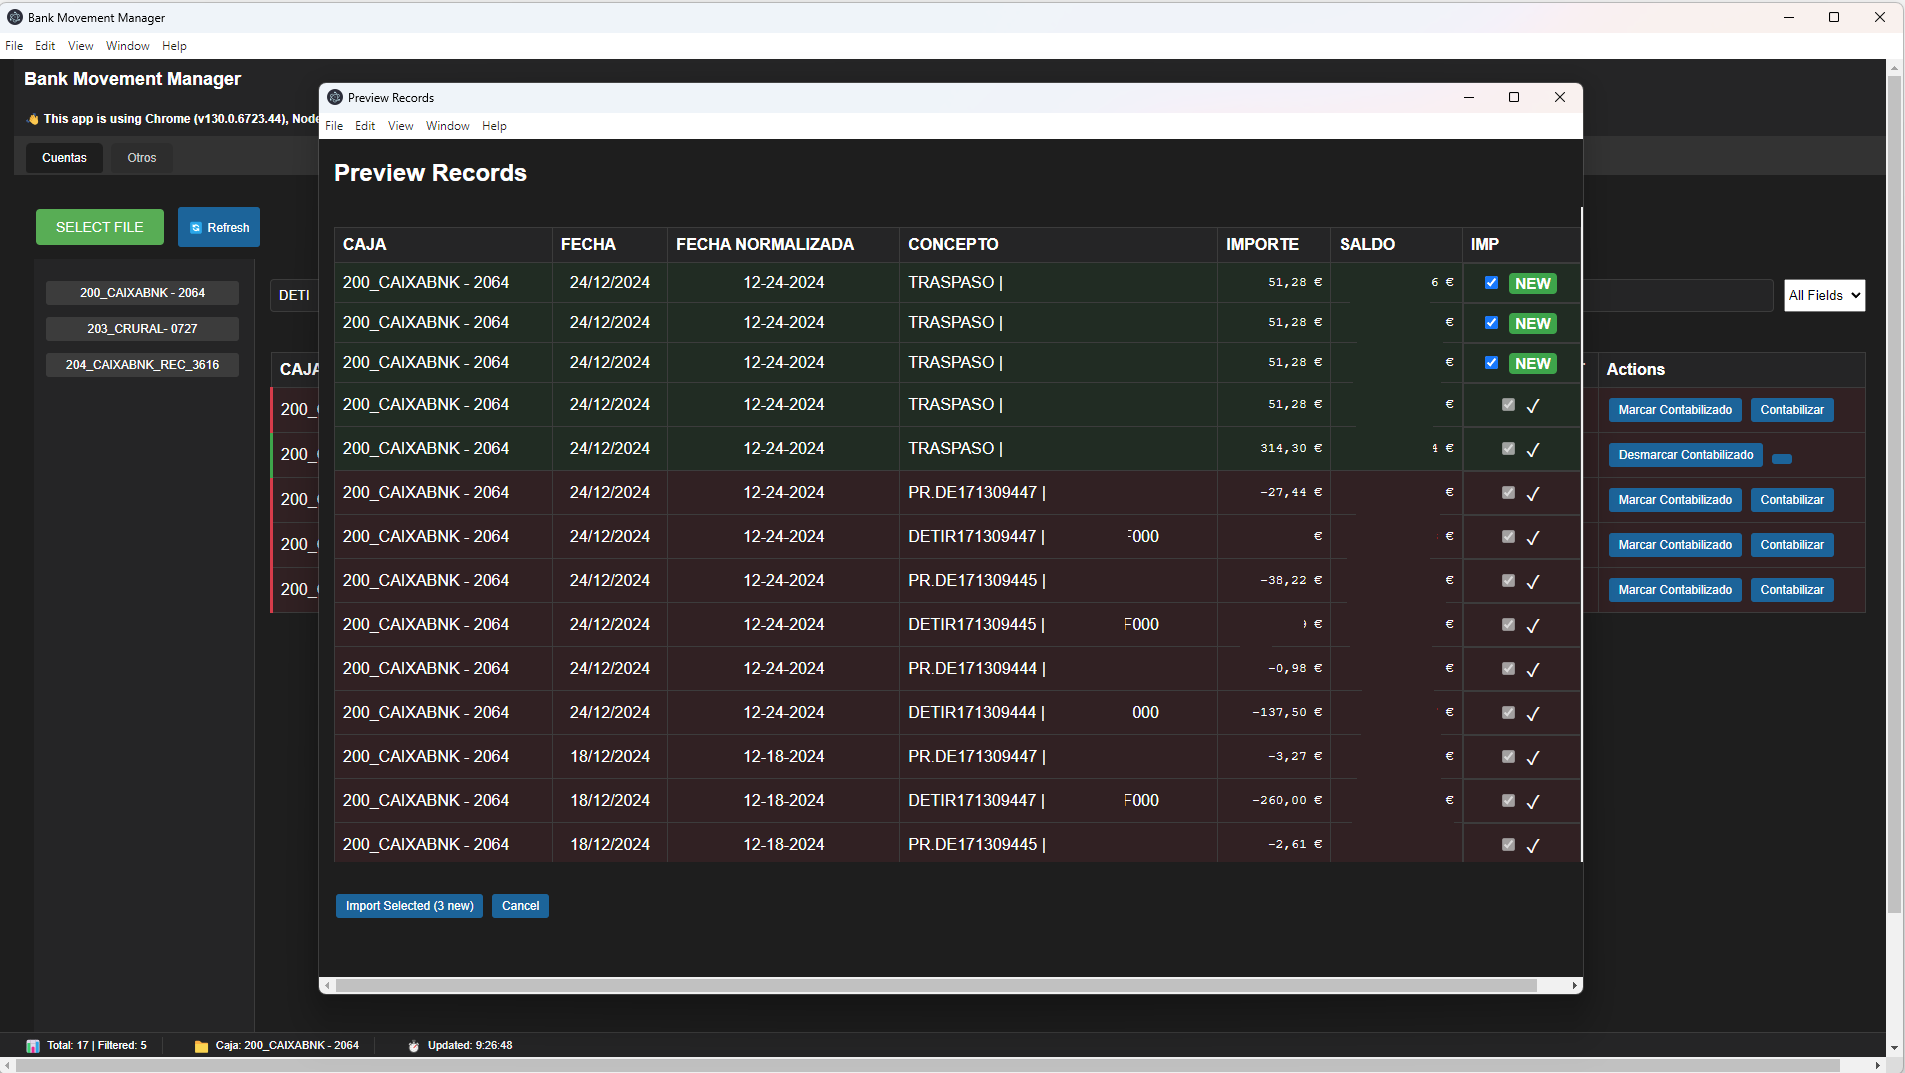 Bank Movement Manager
File Edit View Window Help
Bank Movement Manager
👋 This app is using Chrome (v130.0.6723.44), Node
Cuentas Otros
SELECT FILE Refresh
200_CAIXABNK - 2064
203_CRURAL- 0727
204_CAIXABNK_REC_3616
DETI
All Fields
CAJA Actions
200_ Marcar Contabilizado Contabilizar
200_ Desmarcar Contabilizado
200_ Marcar Contabilizado Contabilizar
200_ Marcar Contabilizado Contabilizar
200_ Marcar Contabilizado Contabilizar
Preview Records
File Edit View Window Help
Preview Records
CAJA FECHA FECHA NORMALIZADA CONCEPTO IMPORTE SALDO IMP
200_CAIXABNK - 2064 24/12/2024 12-24-2024 TRASPASO | 51,28 € 6 € NEW
200_CAIXABNK - 2064 24/12/2024 12-24-2024 TRASPASO | 51,28 € € NEW
200_CAIXABNK - 2064 24/12/2024 12-24-2024 TRASPASO | 51,28 € € NEW
200_CAIXABNK - 2064 24/12/2024 12-24-2024 TRASPASO | 51,28 € € ✓
200_CAIXABNK - 2064 24/12/2024 12-24-2024 TRASPASO | 314,30 € € ✓
200_CAIXABNK - 2064 24/12/2024 12-24-2024 PR.DE171309447 | -27,44 € € ✓
200_CAIXABNK - 2064 24/12/2024 12-24-2024 DETIR171309447 | F000 € € ✓
200_CAIXABNK - 2064 24/12/2024 12-24-2024 PR.DE171309445 | -38,22 € € ✓
200_CAIXABNK - 2064 24/12/2024 12-24-2024 DETIR171309445 | F000 € € ✓
200_CAIXABNK - 2064 24/12/2024 12-24-2024 PR.DE171309444 | -0,98 € € ✓
200_CAIXABNK - 2064 24/12/2024 12-24-2024 DETIR171309444 | 000 -137,50 € € ✓
200_CAIXABNK - 2064 18/12/2024 12-18-2024 PR.DE171309447 | -3,27 € € ✓
200_CAIXABNK - 2064 18/12/2024 12-18-2024 DETIR171309447 | F000 -260,00 € € ✓
200_CAIXABNK - 2064 18/12/2024 12-18-2024 PR.DE171309445 | -2,61 € € ✓
Import Selected (3 new) Cancel
Total: 17 | Filtered: 5 Caja: 200_CAIXABNK - 2064 Updated: 9:26:48